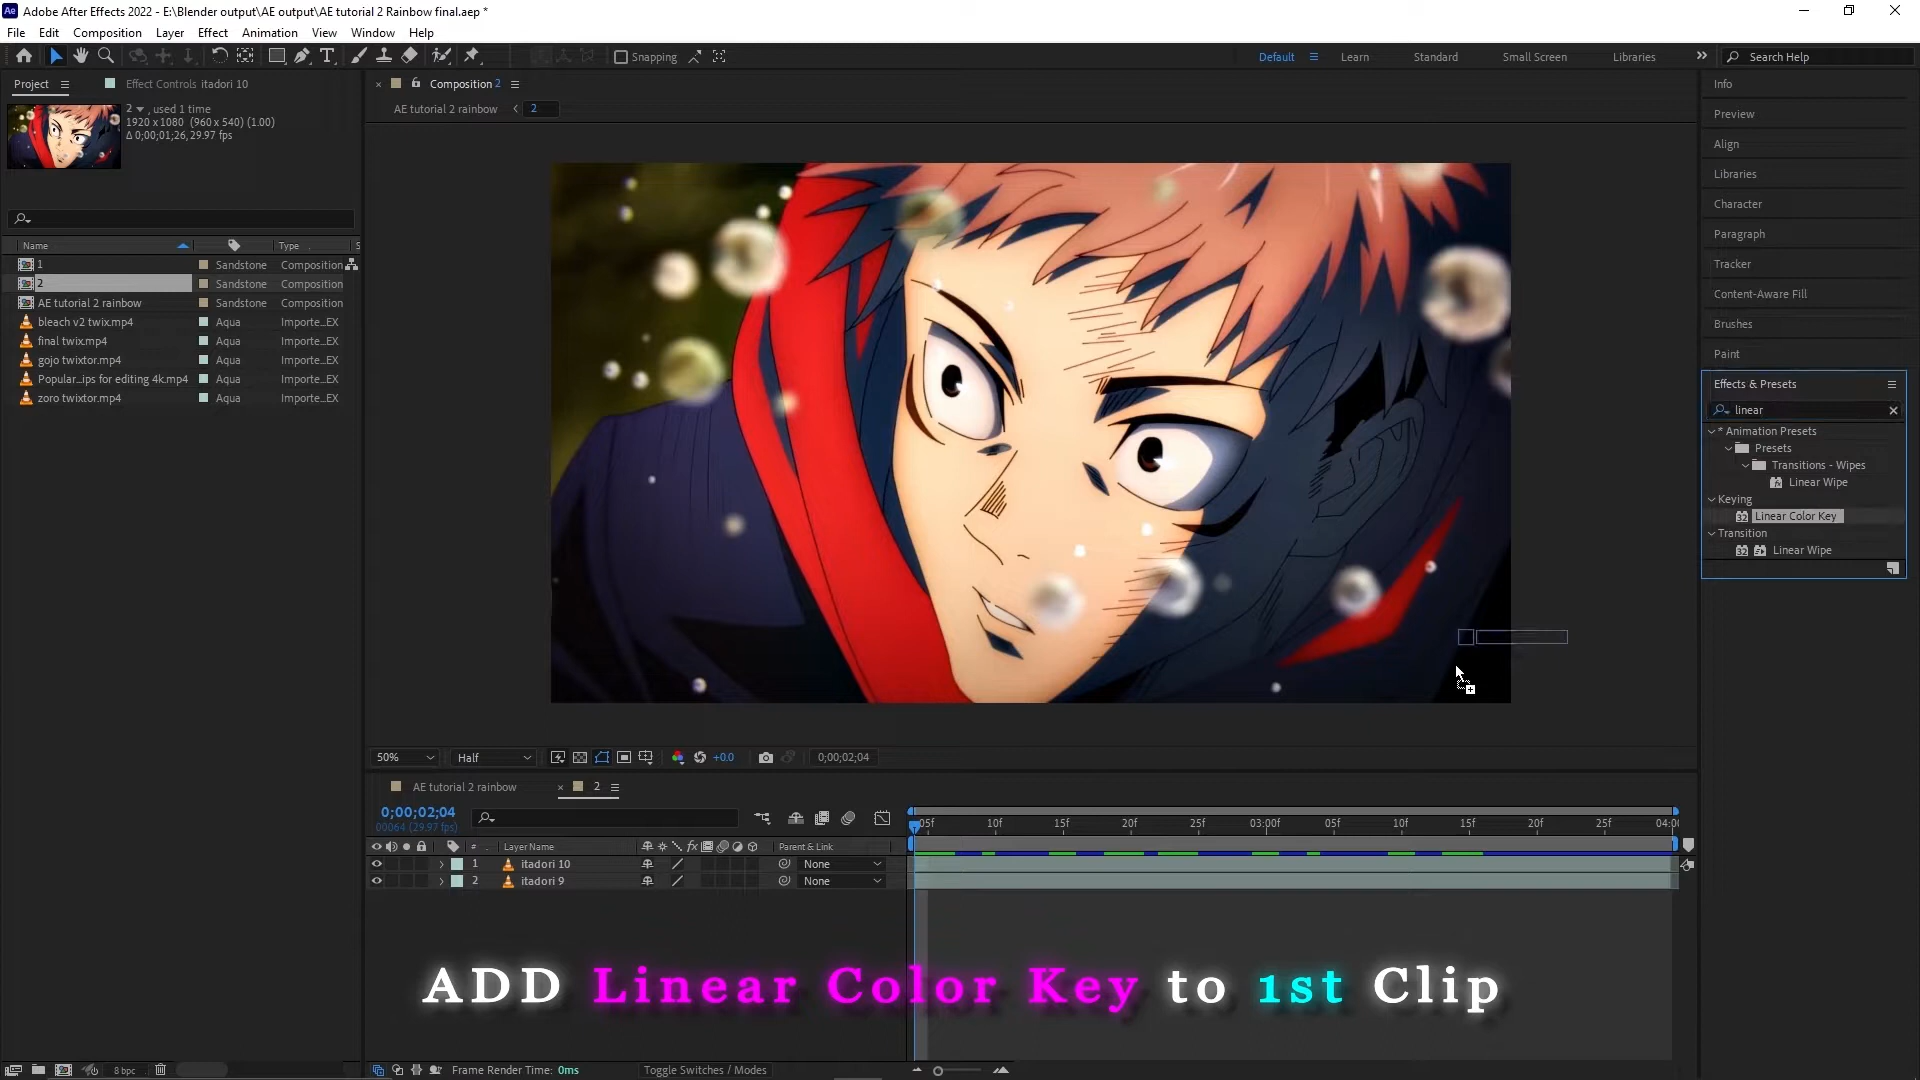 Adobe After Effects 2022 - E:\Blender output\AE output\AE tutorial 2 Rainbow final.aep *
File Edit Composition Layer Effect Animation View Window Help
Snapping Default Learn Standard Small Screen Libraries Search Help
Project Effect Controls itadori 10
2 , used 1 time
1920 x 1080 (960 x 540) (1.00)
Δ 0;00;01;26, 29.97 fps
Name Type S
1 Sandstone Composition
2 Sandstone Composition
AE tutorial 2 rainbow Sandstone Composition
bleach v2 twix.mp4 Aqua Importe...EX
final twix.mp4 Aqua Importe...EX
gojo twixtor.mp4 Aqua Importe...EX
Popular...ips for editing 4k.mp4 Aqua Importe...EX
zoro twixtor.mp4 Aqua Importe...EX
8 bpc
Composition 2
AE tutorial 2 rainbow 2
50% Half +0.0 0;00;02;04
Info
Preview
Align
Libraries
Character
Paragraph
Tracker
Content-Aware Fill
Brushes
Paint
Effects & Presets
linear
* Animation Presets
Presets
Transitions - Wipes
Linear Wipe
Keying
32 Linear Color Key
Transition
32 Linear Wipe
AE tutorial 2 rainbow 2
0;00;02;04
00064 (29.97 fps)
05f 10f 15f 20f 25f 03:00f 05f 10f 15f 20f 25f 04:00
# Layer Name fx Parent & Link
1 itadori 10 None
2 itadori 9 None
ADD Linear Color Key to 1st Clip
Frame Render Time: 0ms Toggle Switches / Modes